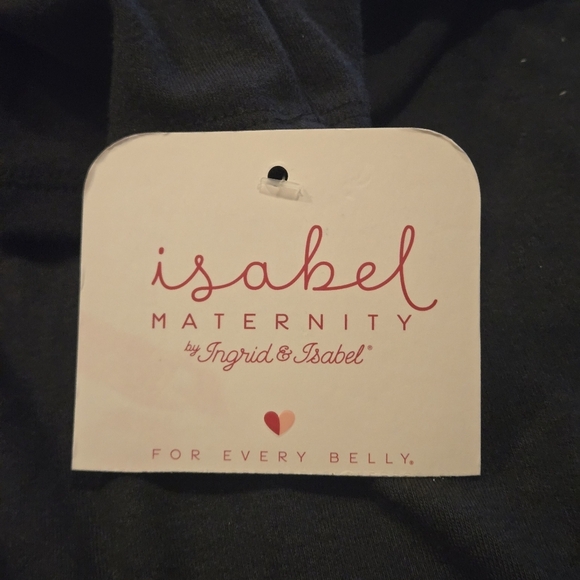 isabel
MATERNITY
by Ingrid & Isabel®
FOR EVERY BELLY®